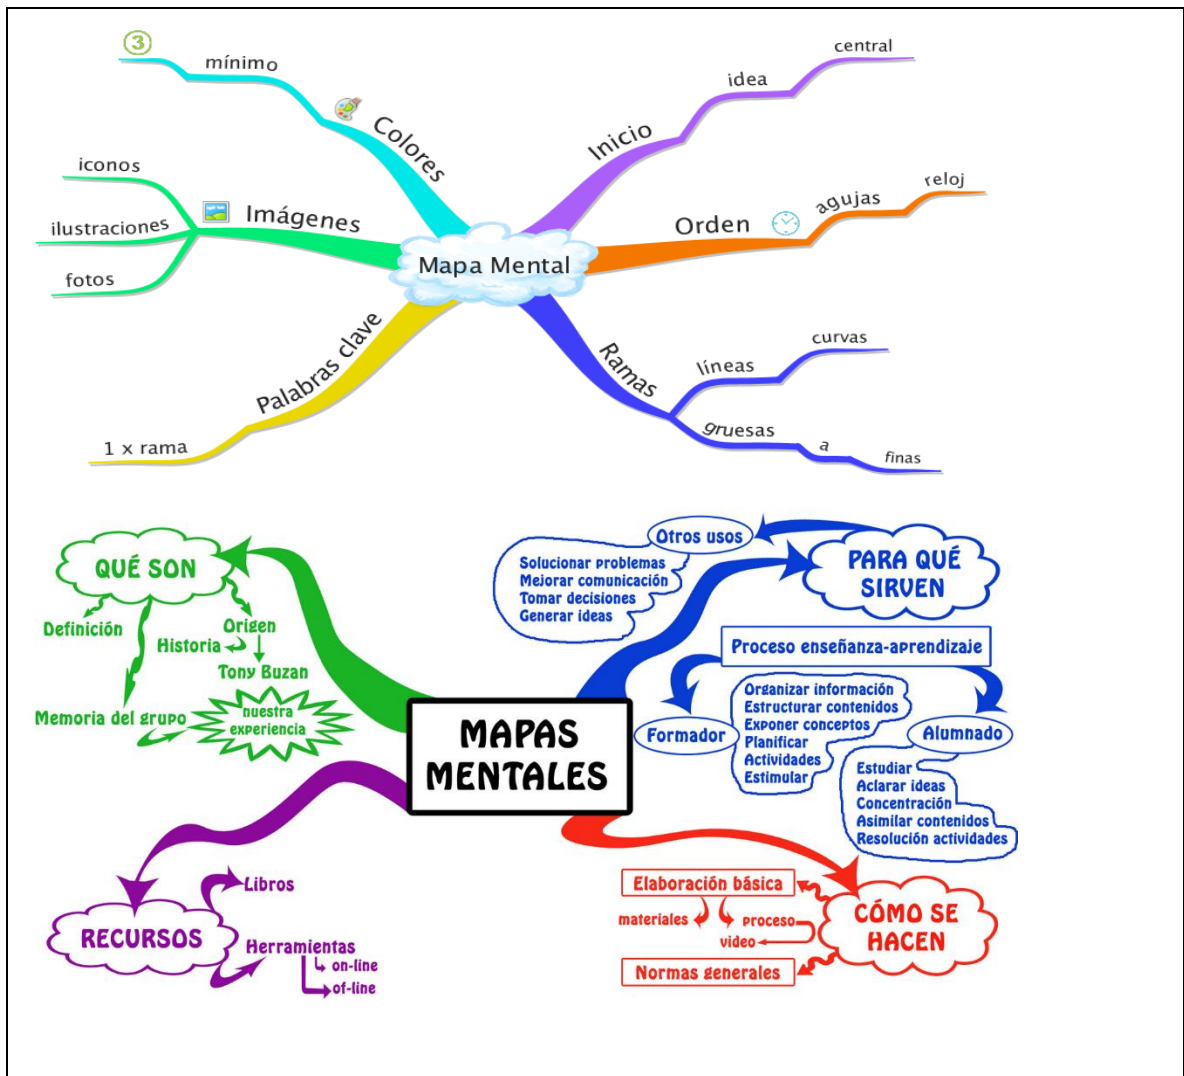 3
mínimo
Colores
iconos
ilustraciones
fotos
Imágenes
Palabras clave
1 x rama
Mapa Mental
Inicio
idea
central
Orden
agujas
reloj
Ramas
líneas
curvas
gruesas
a
finas
QUÉ SON
Definición
Origen
Historia
Tony Buzan
Memoria del grupo
nuestra
experiencia
MAPAS
MENTALES
Otros usos
Solucionar problemas
Mejorar comunicación
Tomar decisiones
Generar ideas
PARA QUÉ
SIRVEN
Proceso enseñanza-aprendizaje
Formador
Organizar información
Estructurar contenidos
Exponer conceptos
Planificar
Actividades
Estimular
Alumnado
Estudiar
Aclarar ideas
Concentración
Asimilar contenidos
Resolución actividades
RECURSOS
Libros
Herramientas
on-line
of-line
Elaboración básica
materiales
proceso
video
Normas generales
CÓMO SE
HACEN